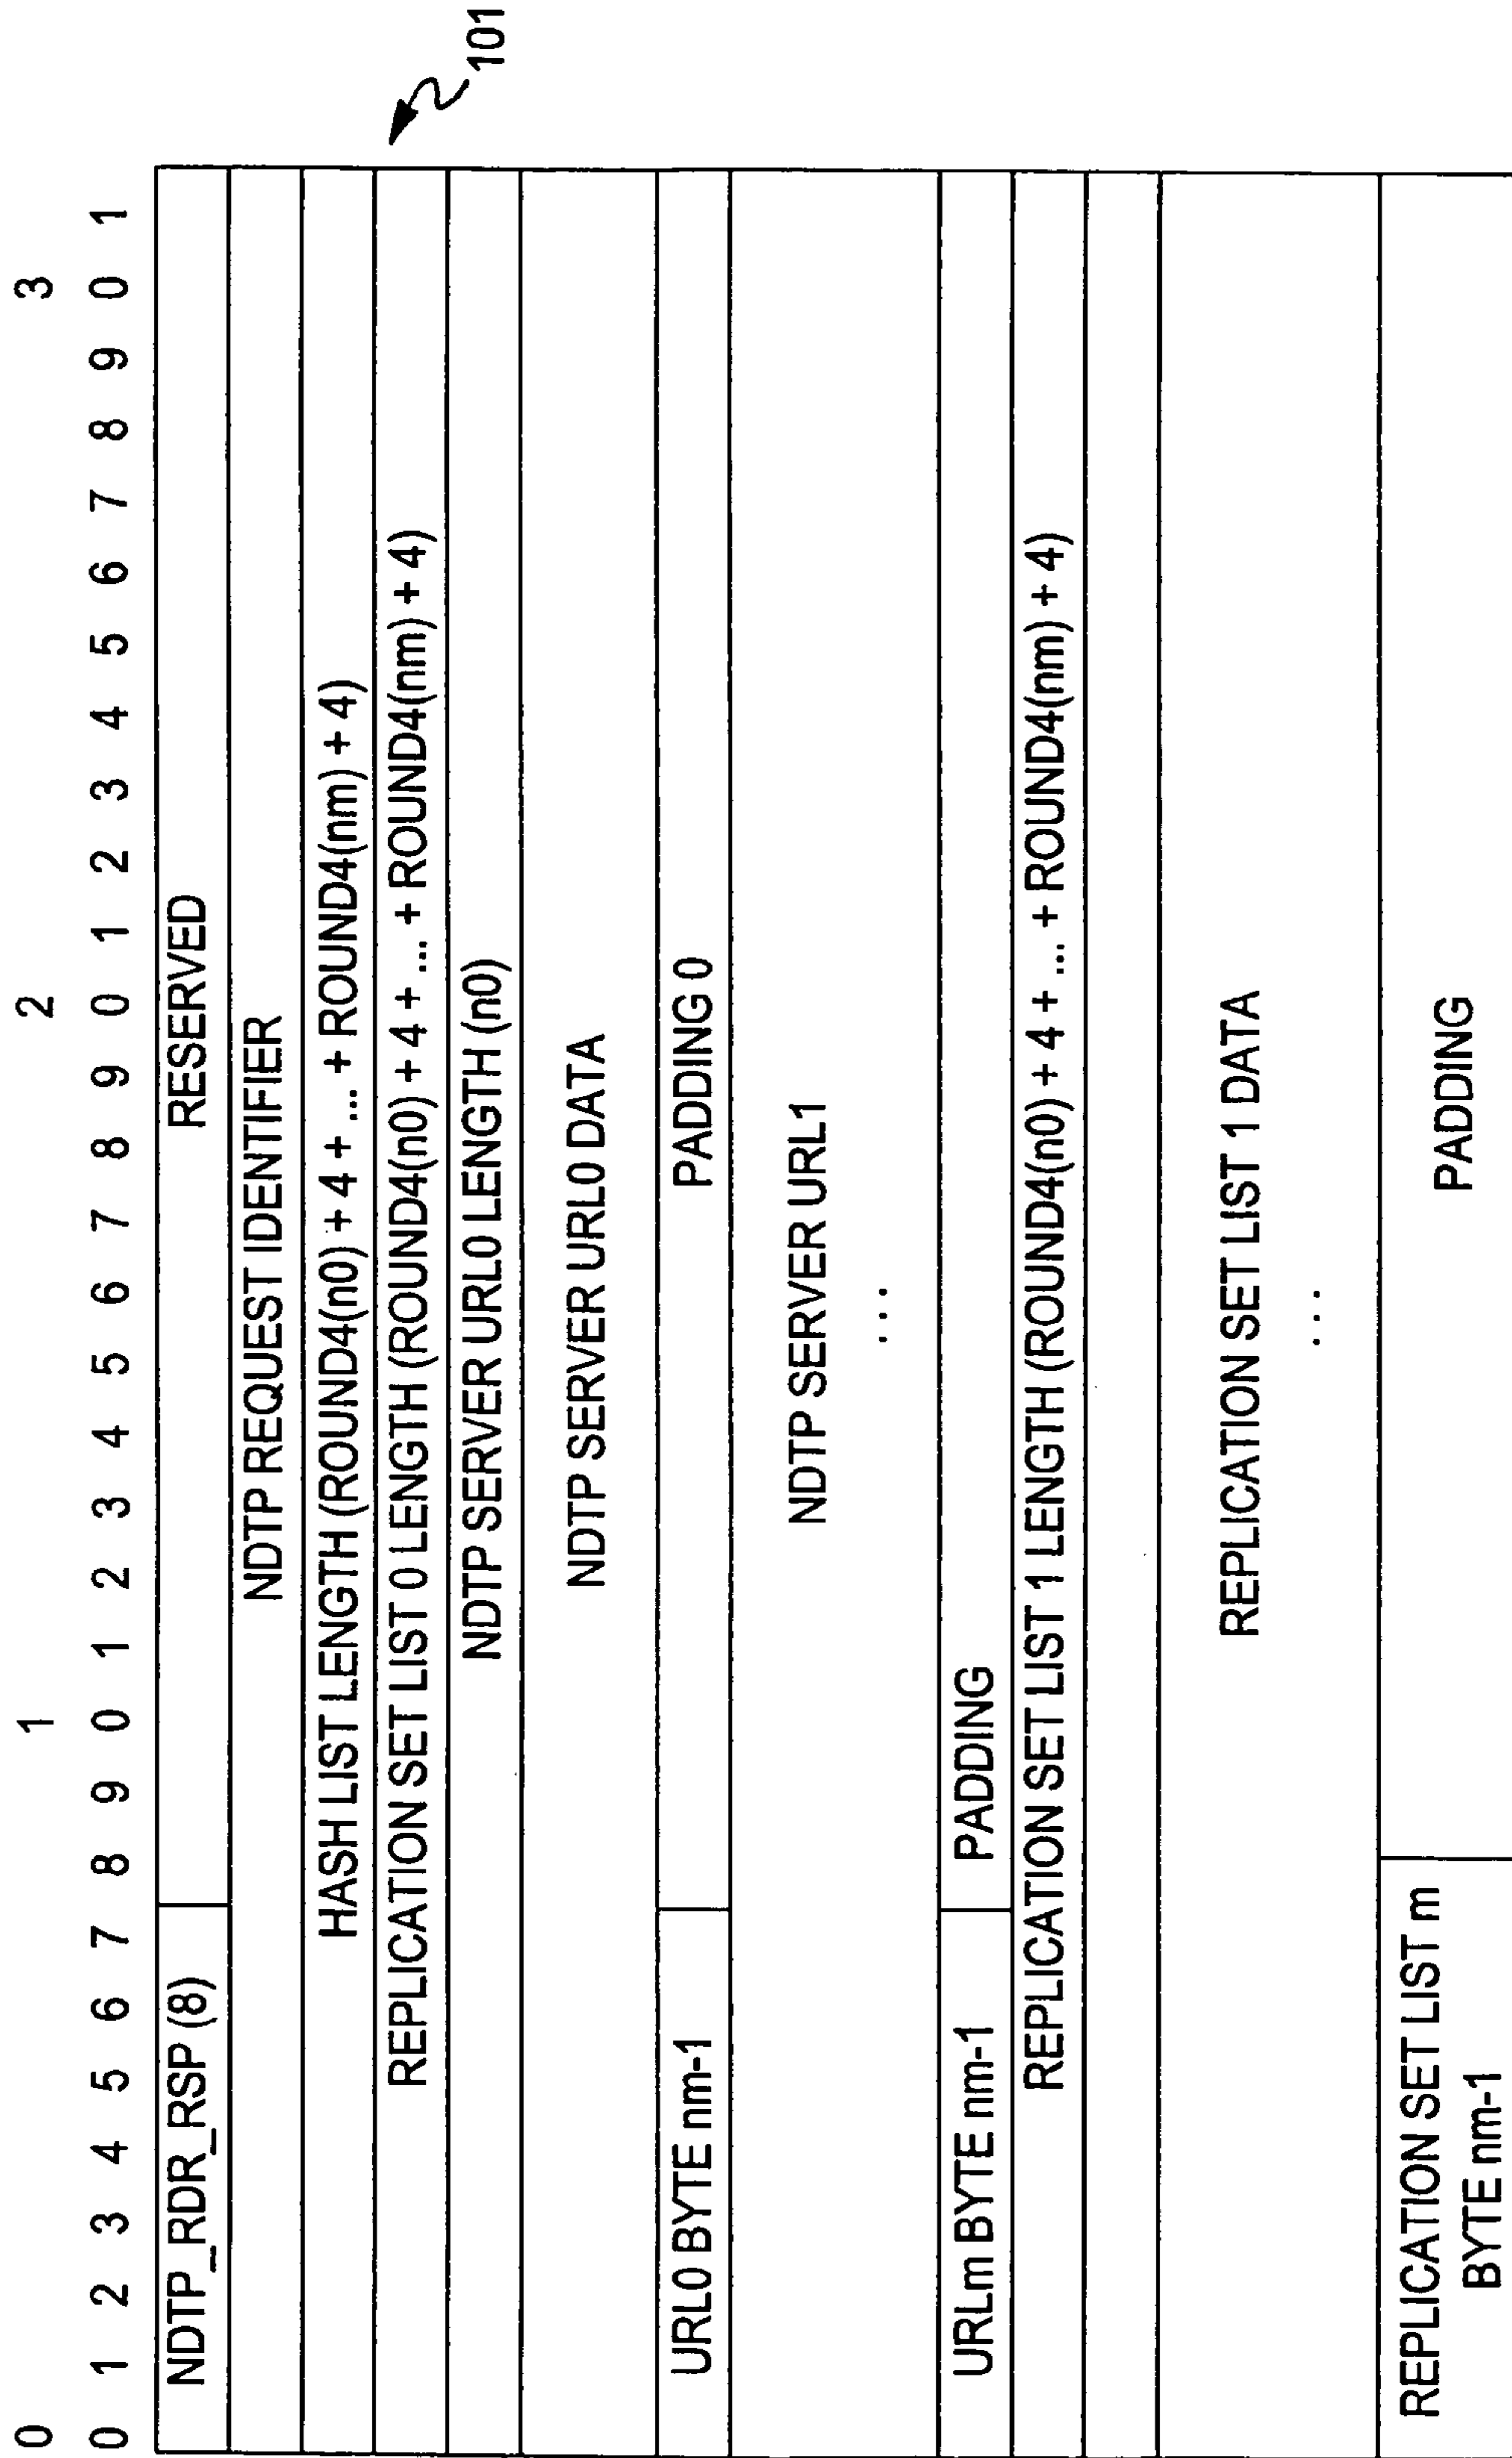 0 1 2 3
0 1 2 3 4 5 6 7 8 9 0 1 2 3 4 5 6 7 8 9 0 1 2 3 4 5 6 7 8 9 0 1
NDTP_RDR_RSP (8) RESERVED
NDTP REQUEST IDENTIFIER
HASH LIST LENGTH (ROUND4(n0) + 4 + ... + ROUND4(nm) + 4)
REPLICATION SET LIST 0 LENGTH (ROUND4(n0) + 4 + ... + ROUND4(nm) + 4)
101
NDTP SERVER URL0 LENGTH (n0)
NDTP SERVER URL0 DATA
URL0 BYTE nm-1 PADDING 0
NDTP SERVER URL1
...
URLm BYTE nm-1 PADDING
REPLICATION SET LIST 1 LENGTH (ROUND4(n0) + 4 + ... + ROUND4(nm) + 4)
REPLICATION SET LIST 1 DATA
...
REPLICATION SET LIST m
BYTE nm-1
PADDING